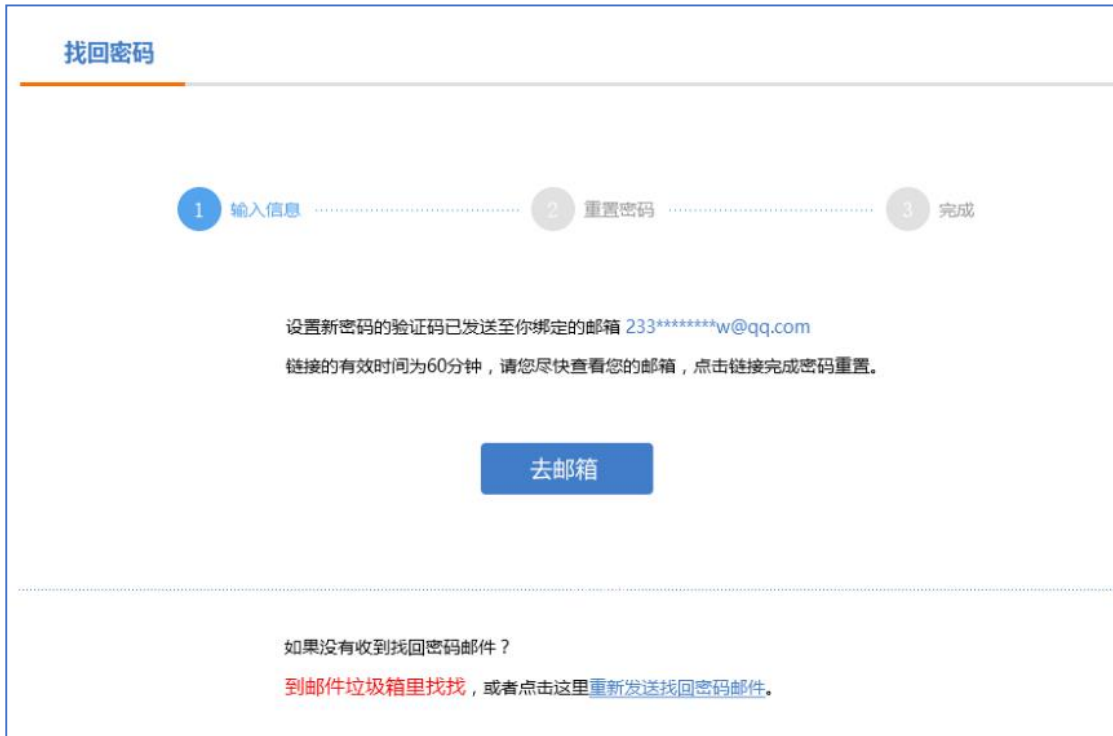 找回密码
1 输入信息 2 重置密码 3 完成
设置新密码的验证码已发送至你绑定的邮箱 233********w@qq.com
链接的有效时间为60分钟，请您尽快查看您的邮箱，点击链接完成密码重置。
去邮箱
如果没有收到找回密码邮件？
到邮件垃圾箱里找找，或者点击这里重新发送找回密码邮件。